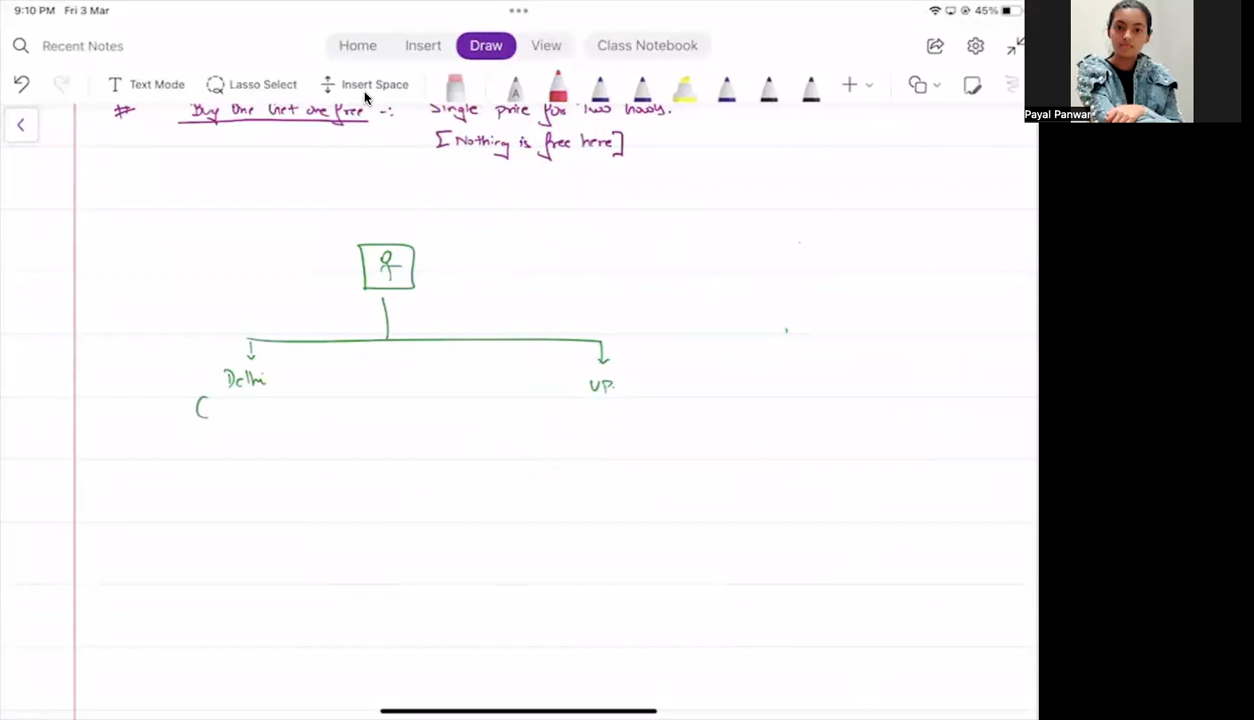 9:10 PM Fri 3 Mar
45%
Recent Notes
Home Insert Draw View Class Notebook
Text Mode Lasso Select Insert Space
A
# Buy One Get one free -: Single price for Two
[Nothing is free here]
Delhi
UP.
(
Payal Panwar